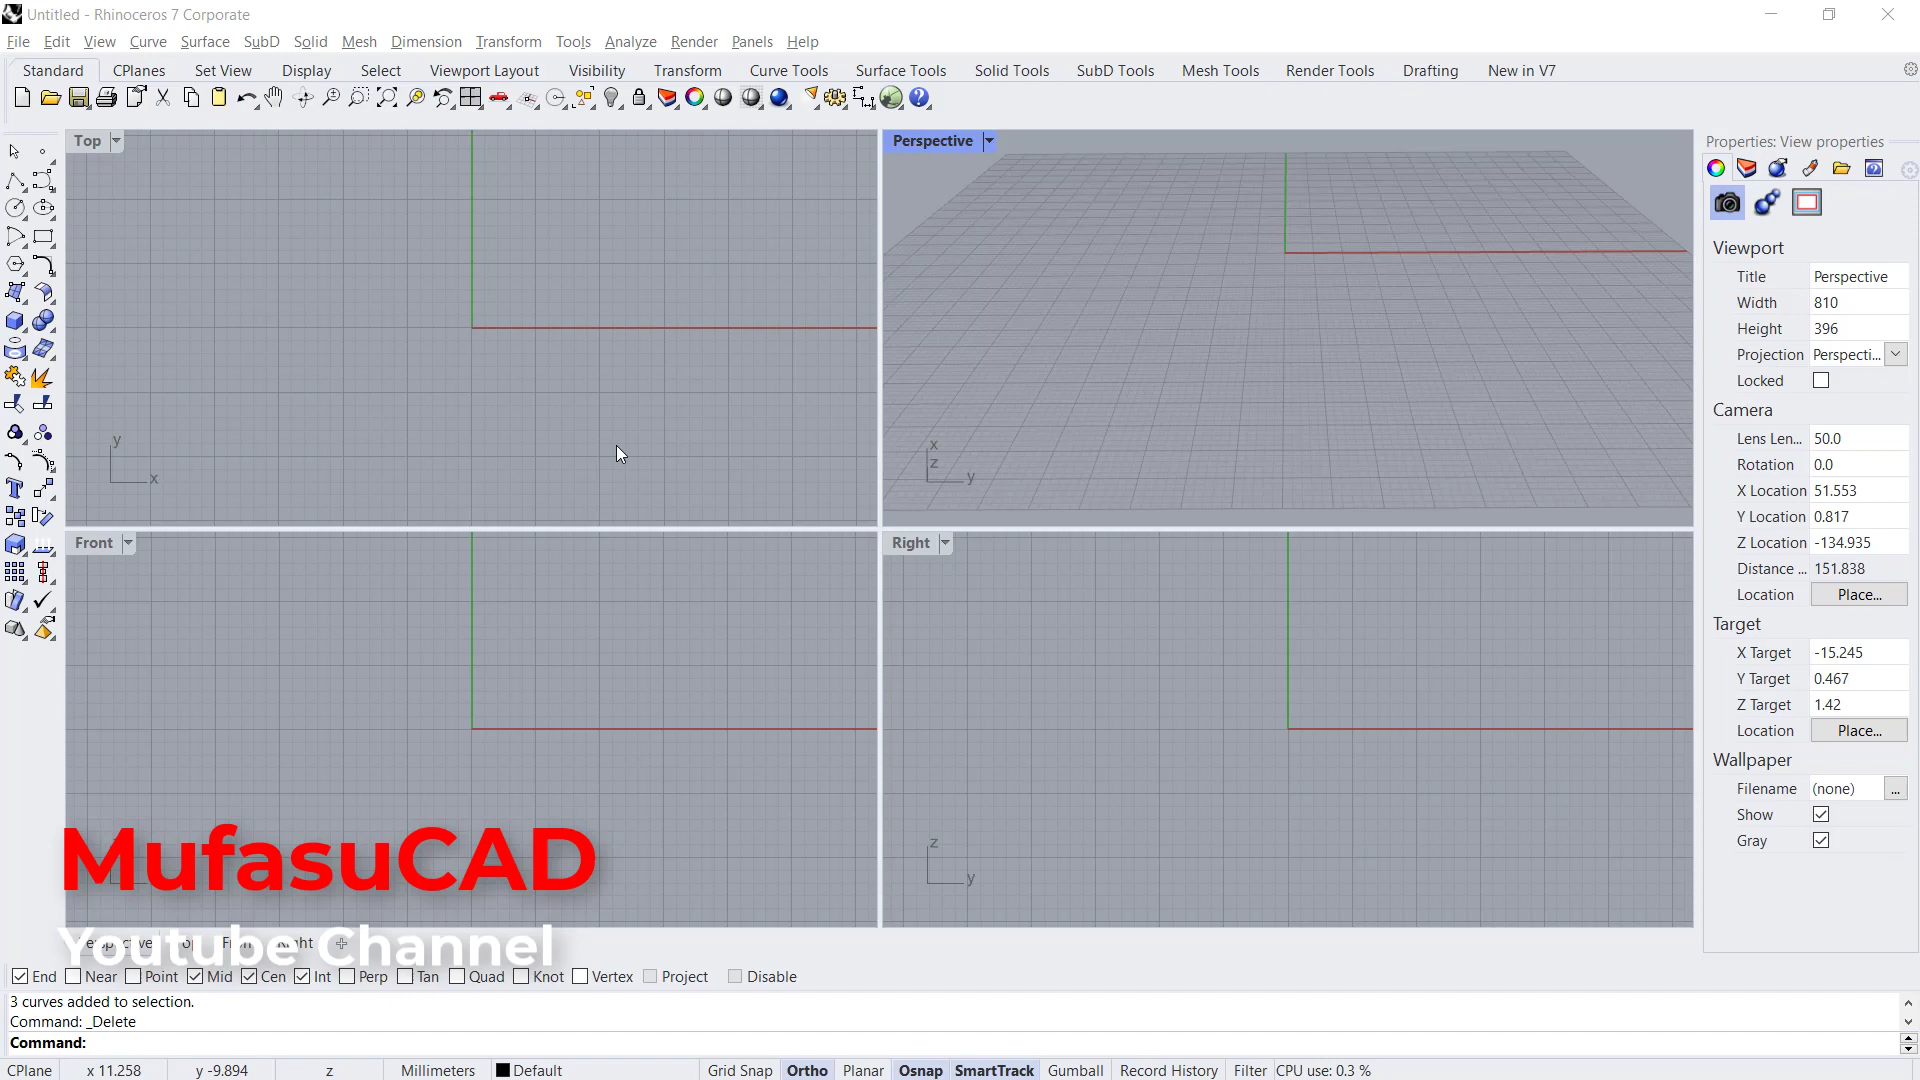 Untitled - Rhinoceros 7 Corporate
File Edit View Curve Surface SubD Solid Mesh Dimension Transform Tools Analyze Render Panels Help
Standard CPlanes Set View Display Select Viewport Layout Visibility Transform Curve Tools Surface Tools Solid Tools SubD Tools Mesh Tools Render Tools Drafting New in V7
Top
y
x
Perspective
x
z
y
Front
Right
z
y
Properties: View properties
Viewport
Title Perspective
Width 810
Height 396
Projection Perspecti...
Locked
Camera
Lens Len... 50.0
Rotation 0.0
X Location 51.553
Y Location 0.817
Z Location -134.935
Distance ... 151.838
Location Place...
Target
X Target -15.245
Y Target 0.467
Z Target 1.42
Location Place...
Wallpaper
Filename (none) ...
Show
Gray
MufasuCAD
Youtube Channel
End Near Point Mid Cen Int Perp Tan Quad Knot Vertex Project Disable
3 curves added to selection.
Command: _Delete
Command:
CPlane x 11.258 y -9.894 z Millimeters Default Grid Snap Ortho Planar Osnap SmartTrack Gumball Record History Filter CPU use: 0.3 %